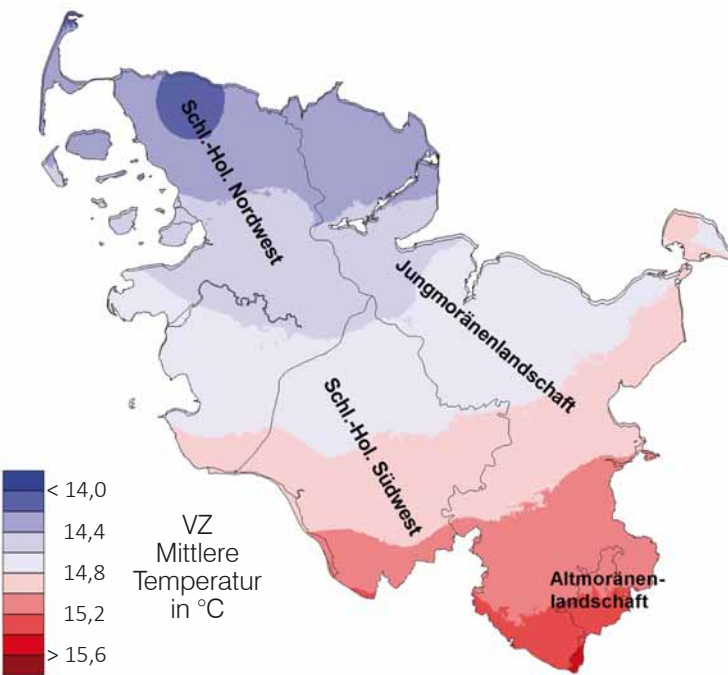 Schl.-Hol. Nordwest
Jungmoränenlandschaft
Schl.-Hol. Südwest
Altmoränen-
landschaft
VZ
Mittlere
Temperatur
in °C
< 14,0
14,4
14,8
15,2
> 15,6